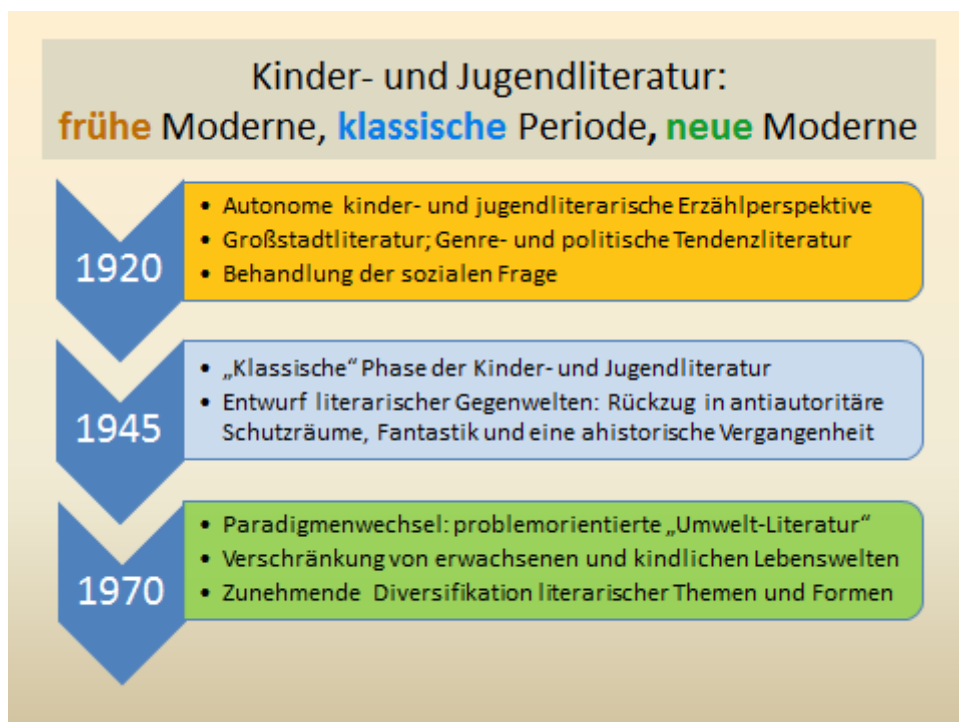 Kinder- und Jugendliteratur:
frühe Moderne, klassische Periode, neue Moderne
1920
• Autonome kinder- und jugendliterarische Erzählperspektive
• Großstadtliteratur; Genre- und politische Tendenzliteratur
• Behandlung der sozialen Frage
1945
• „Klassische“ Phase der Kinder- und Jugendliteratur
• Entwurf literarischer Gegenwelten: Rückzug in antiautoritäre
Schutzräume, Fantastik und eine ahistorische Vergangenheit
1970
• Paradigmenwechsel: problemorientierte „Umwelt-Literatur“
• Verschränkung von erwachsenen und kindlichen Lebenswelten
• Zunehmende Diversifikation literarischer Themen und Formen